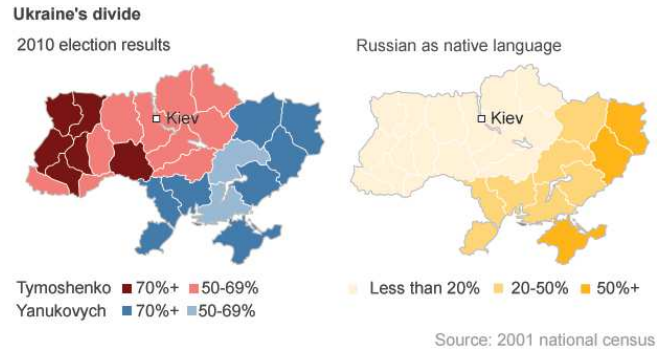 Ukraine's divide
2010 election results
Russian as native language
Kiev
Kiev
Tymoshenko 70%+ 50-69%
Yanukovych 70%+ 50-69%
Less than 20% 20-50% 50%+
Source: 2001 national census